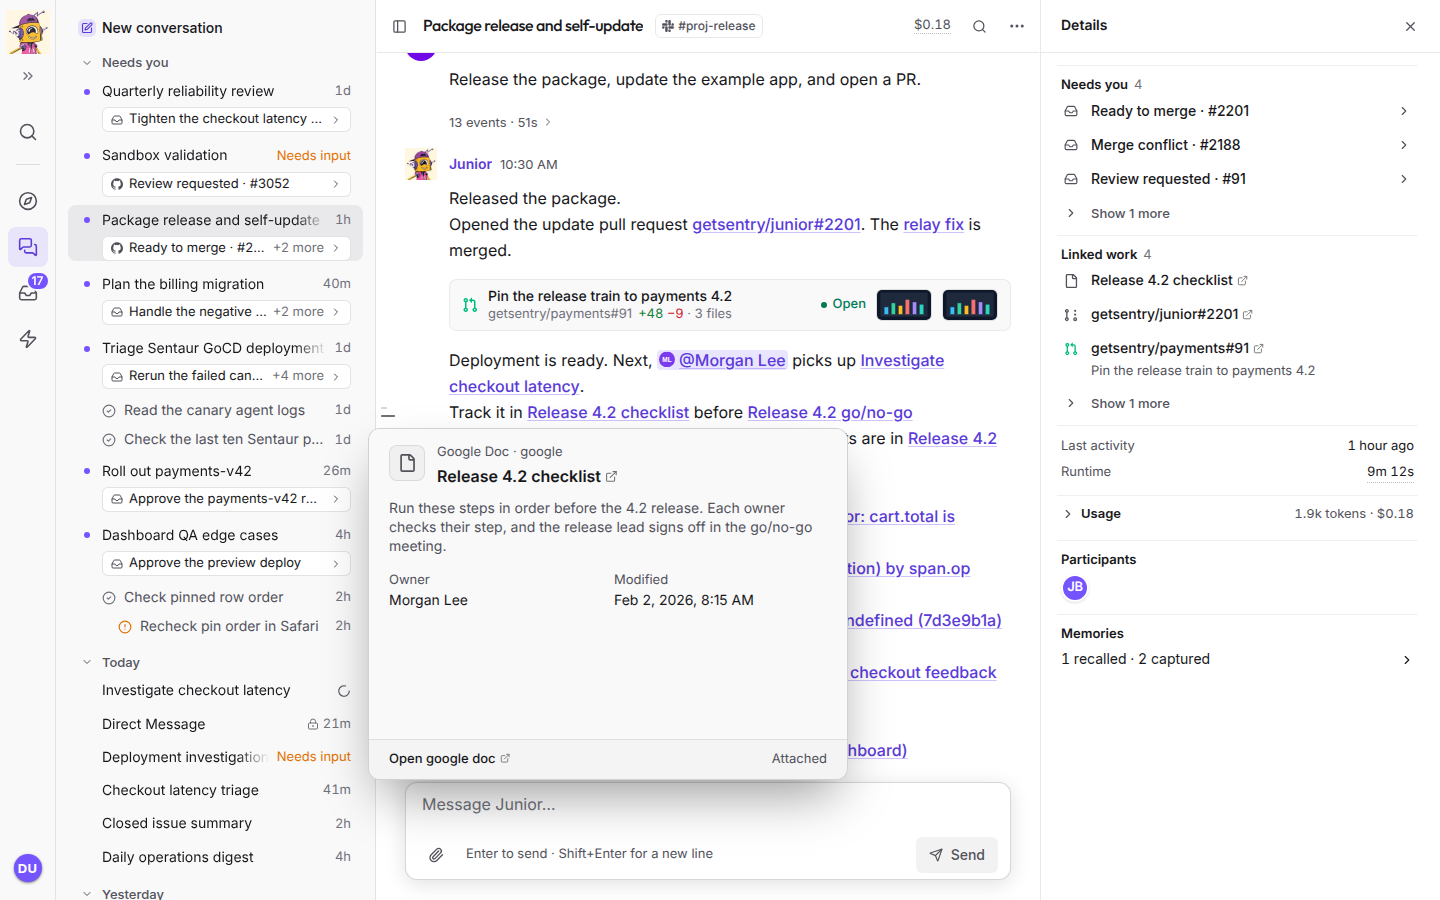 New conversation
Needs you
Quarterly reliability review 1d
Tighten the checkout latency ...
Sandbox validation Needs input
Review requested · #3052
Package release and self-update 1h
Ready to merge · #2... +2 more
Plan the billing migration 40m
Handle the negative ... +2 more
Triage Sentaur GoCD deployment 1d
Rerun the failed can... +4 more
Read the canary agent logs 1d
Check the last ten Sentaur p... 1d
Roll out payments-v42 26m
Approve the payments-v42 r...
Dashboard QA edge cases 4h
Approve the preview deploy
Check pinned row order 2h
Recheck pin order in Safari 2h
Today
Investigate checkout latency
Direct Message 21m
Deployment investigation Needs input
Checkout latency triage 41m
Closed issue summary 2h
Daily operations digest 4h
Yesterday
17
DU
Package release and self-update #proj-release $0.18
Release the package, update the example app, and open a PR.
13 events · 51s
Junior 10:30 AM
Released the package.
Opened the update pull request getsentry/junior#2201. The relay fix is
merged.
Pin the release train to payments 4.2
getsentry/payments#91 +48 −9 · 3 files
Open
Deployment is ready. Next, ML @Morgan Lee picks up Investigate
checkout latency.
Track it in Release 4.2 checklist before Release 4.2 go/no-go
ts are in Release 4.2
or: cart.total is
tion) by span.op
ndefined (7d3e9b1a)
checkout feedback
hboard)
Google Doc · google
Release 4.2 checklist
Run these steps in order before the 4.2 release. Each owner
checks their step, and the release lead signs off in the go/no-go
meeting.
Owner Modified
Morgan Lee Feb 2, 2026, 8:15 AM
Open google doc Attached
Message Junior...
Enter to send · Shift+Enter for a new line
Send
Details
Needs you 4
Ready to merge · #2201
Merge conflict · #2188
Review requested · #91
Show 1 more
Linked work 4
Release 4.2 checklist
getsentry/junior#2201
getsentry/payments#91
Pin the release train to payments 4.2
Show 1 more
Last activity 1 hour ago
Runtime 9m 12s
Usage 1.9k tokens · $0.18
Participants
JB
Memories
1 recalled · 2 captured